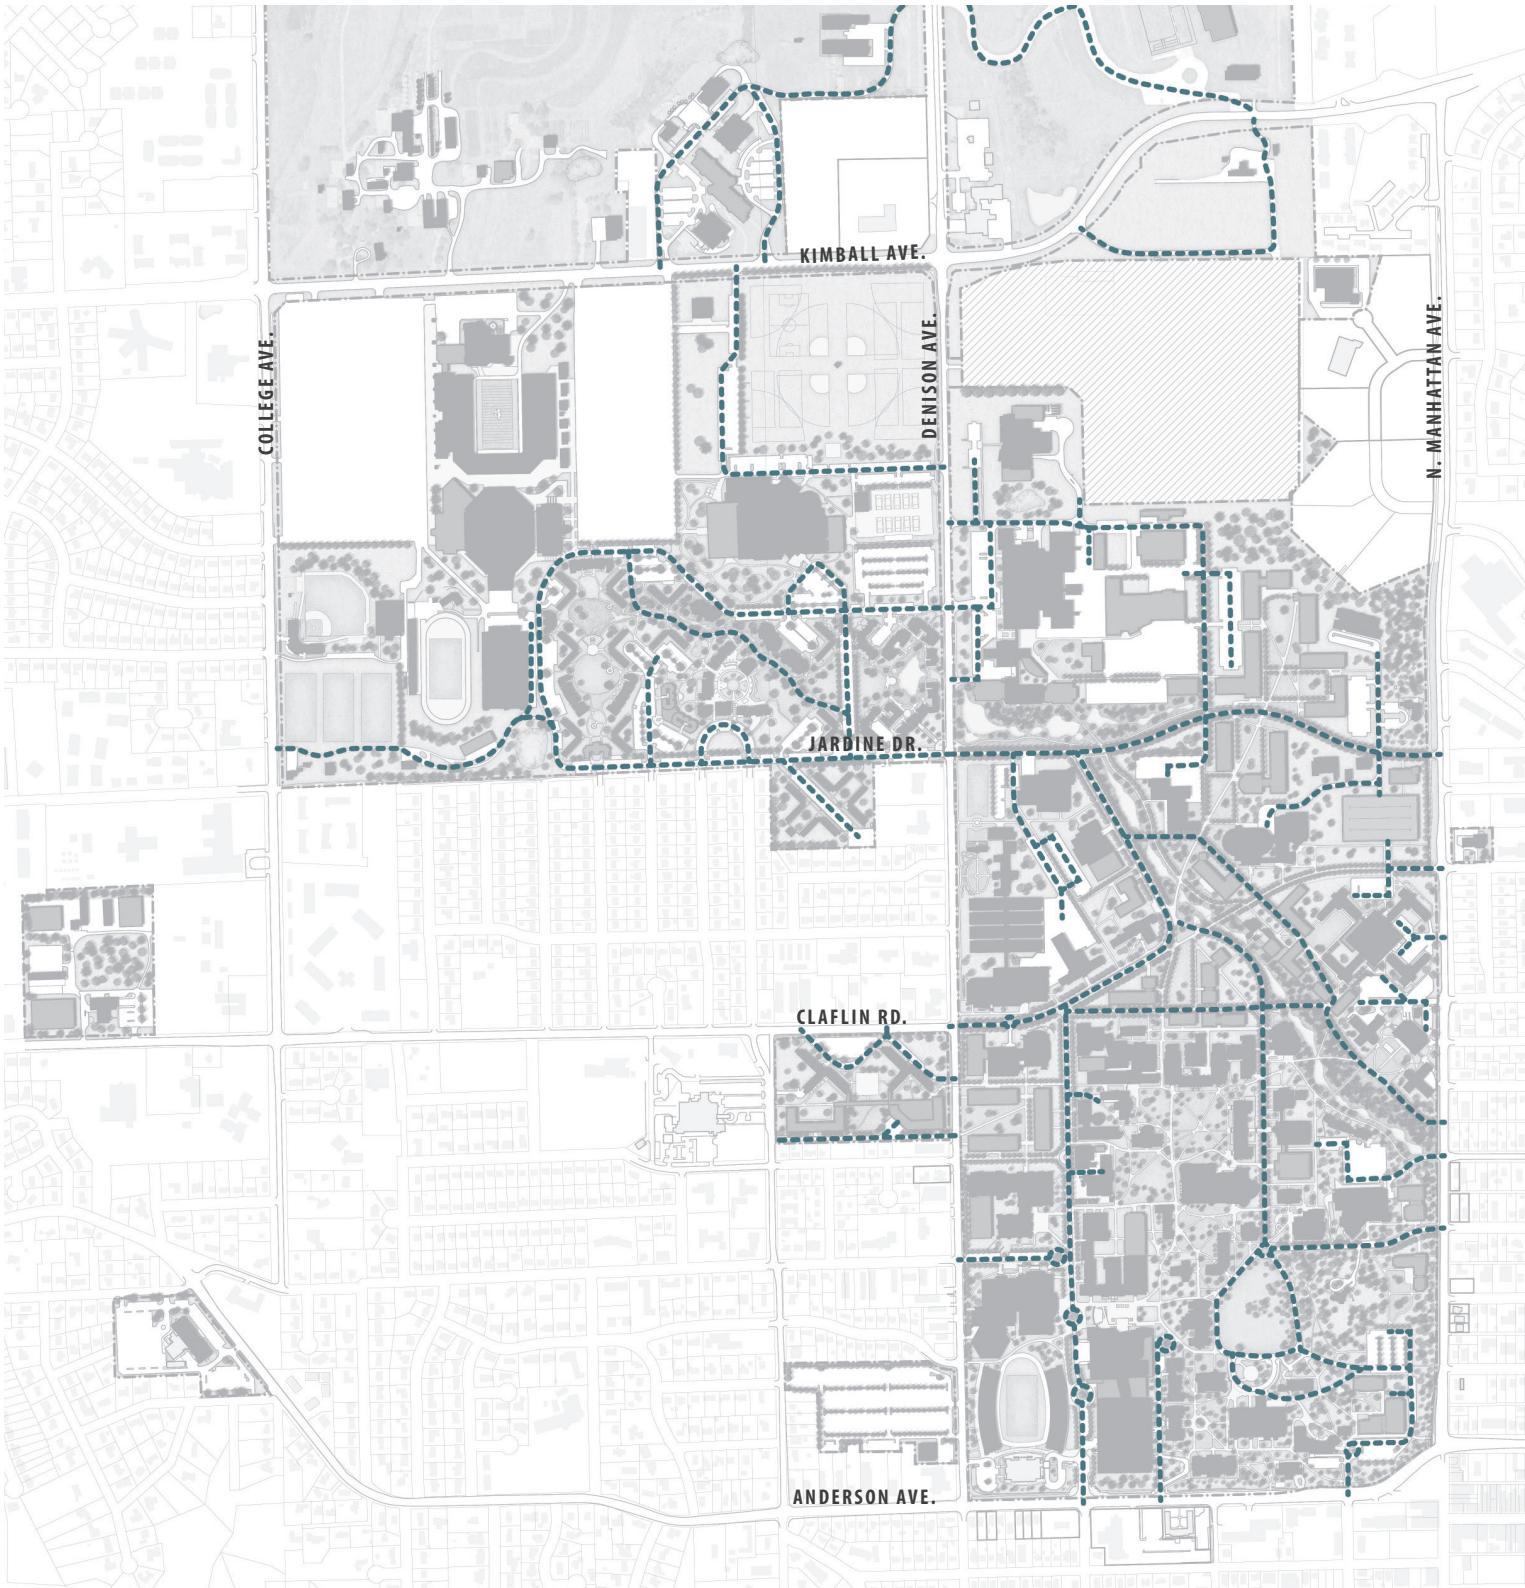 KIMBALL AVE.
COLLEGE AVE.
DENISON AVE.
N. MANHATTAN AVE.
JARDINE DR.
CLAFLIN RD.
ANDERSON AVE.